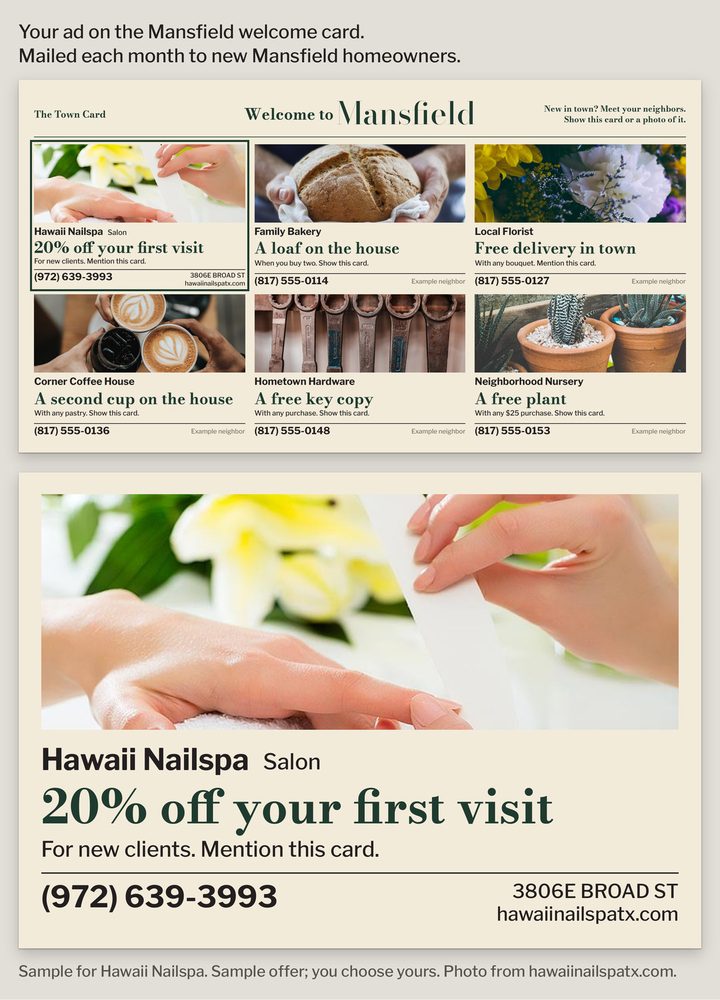 Your ad on the Mansfield welcome card.
Mailed each month to new Mansfield homeowners.
The Town Card
Welcome to Mansfield
New in town? Meet your neighbors.
Show this card or a photo of it.
Hawaii Nailspa Salon
20% off your first visit
For new clients. Mention this card.
(972) 639-3993
3806E BROAD ST
hawaiinailspatx.com
Family Bakery
A loaf on the house
When you buy two. Show this card.
(817) 555-0114
Example neighbor
Local Florist
Free delivery in town
With any bouquet. Mention this card.
(817) 555-0127
Example neighbor
Corner Coffee House
A second cup on the house
With any pastry. Show this card.
(817) 555-0136
Example neighbor
Hometown Hardware
A free key copy
With any purchase. Show this card.
(817) 555-0148
Example neighbor
Neighborhood Nursery
A free plant
With any $25 purchase. Show this card.
(817) 555-0153
Example neighbor
Hawaii Nailspa Salon
20% off your first visit
For new clients. Mention this card.
(972) 639-3993
3806E BROAD ST
hawaiinailspatx.com
Sample for Hawaii Nailspa. Sample offer; you choose yours. Photo from hawaiinailspatx.com.